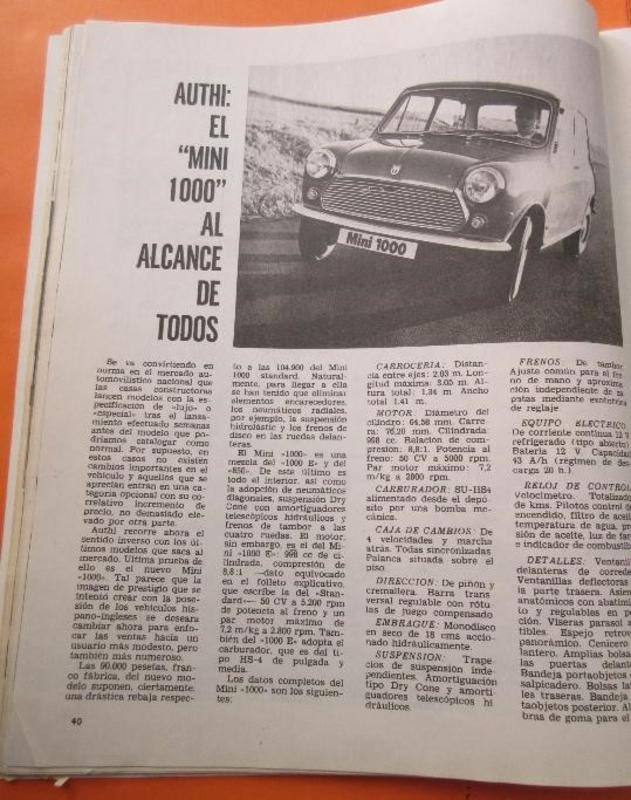 AUTHI:
EL
"MINI
1000"
AL
ALCANCE
DE
TODOS
Mini 1000
Se va convirtiendo en
norma en el mercado au-
tomovilístico nacional que
las casas constructoras
lancen modelos con la es-
pecificación de «lujo» o
«especial» tras el lanza-
miento efectuado semanas
antes del modelo que po-
dríamos catalogar como
normal. Por supuesto, en
estos casos no existen
cambios importantes en el
vehículo y aquellos que se
aprecian entran en una ca-
tegoría opcional con su co-
rrelativo incremento de
precio, no demasiado ele-
vado por otra parte.
Authi recorre ahora el
sentido inverso con los úl-
timos modelos que saca al
mercado. Ultima prueba de
ello es el nuevo Mini
«1000». Tal parece que la
imagen de prestigio que se
intentó crear con la pose-
sión de los vehículos his-
pano-ingleses se deseara
cambiar ahora para enfo-
car las ventas hacia un
usuario más modesto, pero
también más numeroso.
Las 90.000 pesetas, fran-
co fábrica, del nuevo mo-
delo suponen, ciertamente,
una drástica rebaja respec-
to a las 104.900 del Mini
1000 standard. Natural-
mente, para llegar a ella
se han tenido que eliminar
elementos encarecedores,
los neumáticos radiales,
por ejemplo, la suspensión
hidrolástic y los frenos de
disco en las ruedas delan-
teras.
El Mini «1000» es una
mezcla del «1000 E» y del
«850». De este último es
todo el interior, así como
la adopción de neumáticos
diagonales, suspensión Dry
Cone con amortiguadores
telescópicos hidráulicos y
frenos de tambor a las
cuatro ruedas. El motor,
sin embargo, es el del Mi-
ni «1000 E»: 998 cc de ci-
lindrada, compresión de
8,8:1 —dato equivocado
en el folleto explicativo,
que escribe la del «Stan-
dard»— 50 CV a 5.200 rpm
de potencia al freno y un
par motor máximo de
7,2 m/kg a 2.800 rpm. Tam-
bién del «1000 E» adopta el
carburador, que es del ti-
po HS-4 de pulgada y
media.
Los datos completos del
Mini «1000» son los siguien-
tes:
CARROCERIA: Distan-
cia entre ejes: 2.03 m. Lon-
gitud máxima: 3.05 m. Al-
tura total: 1.34 m. Ancho
total 1.41 m.
MOTOR: Diámetro del
cilindro: 64.58 mm. Carre-
ra: 76.20 mm. Cilindrada
998 cc. Relación de com-
presión: 8,8:1. Potencia al
freno: 50 CV a 5000 rpm.
Par motor máximo: 7,2
m/kg a 2800 rpm.
CARBURADOR: SU-HS4
alimentado desde el depó-
sito por una bomba me-
cánica.
CAJA DE CAMBIOS: De
4 velocidades y marcha
atrás. Todas sincronizadas
Palanca situada sobre el
piso.
DIRECCION: De piñón y
cremallera. Barra trans
versal regulable con rótu-
las de juego compensado
EMBRAGUE: Monodisco
en seco de 18 cms accio-
nado hidráulicamente.
SUSPENSION: Trape
cios de suspensión inde-
pendientes. Amortiguación
tipo Dry Cone y amorti-
guadores telescópicos hi
dráulicos.
FRENOS: De tambor
Ajuste común para el fre
no de mano y aproxima
ción independiente de za
patas mediante excéntrica
de reglaje
EQUIPO ELECTRICO
De corriente continua 12 V
refrigerado (tipo abierto)
Batería 12 V. Capacidad
43 A/h (régimen de des
carga 20 h.)
RELOJ DE CONTROL
Velocímetro. Totalizado
de kms. Pilotos control de
encendido, filtro de aceit
temperatura de agua, pre
sión de aceite, luz de far
e indicador de combustib
DETALLES: Ventanil
delanteras de correde
Ventanillas deflectoras
la parte trasera. Asien
anatómicos con abatimi
to y regulables en po
ción. Viseras parasol a
tibles. Espejo retrov
panorámico. Cenicero
lantero. Amplias bolsa
las puertas delant
Bandeja portaobjetos
salpicadero. Bolsas lat
les traseras. Bandeja
taobjetos posterior. Al
bras de goma para el
40